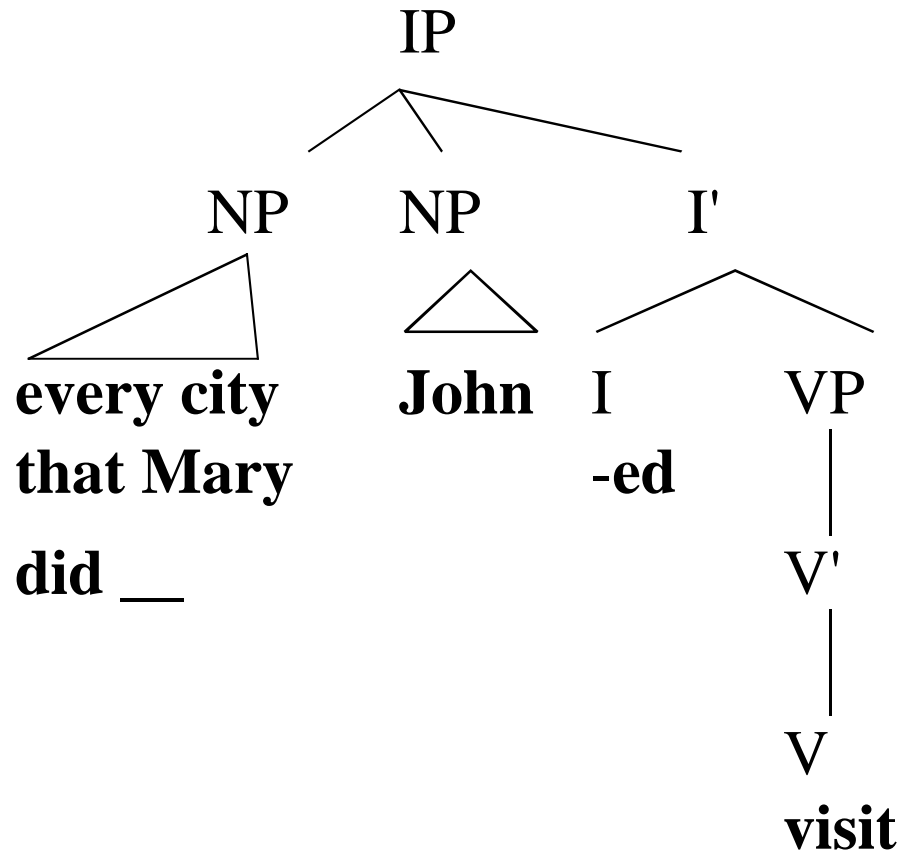 IP
NP NP I'
every city John I VP
that Mary -ed
did __ V'
V
visit